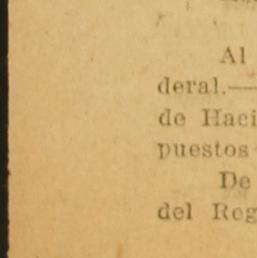 Al
deral.—
de Haci
puestos
De
del Reg